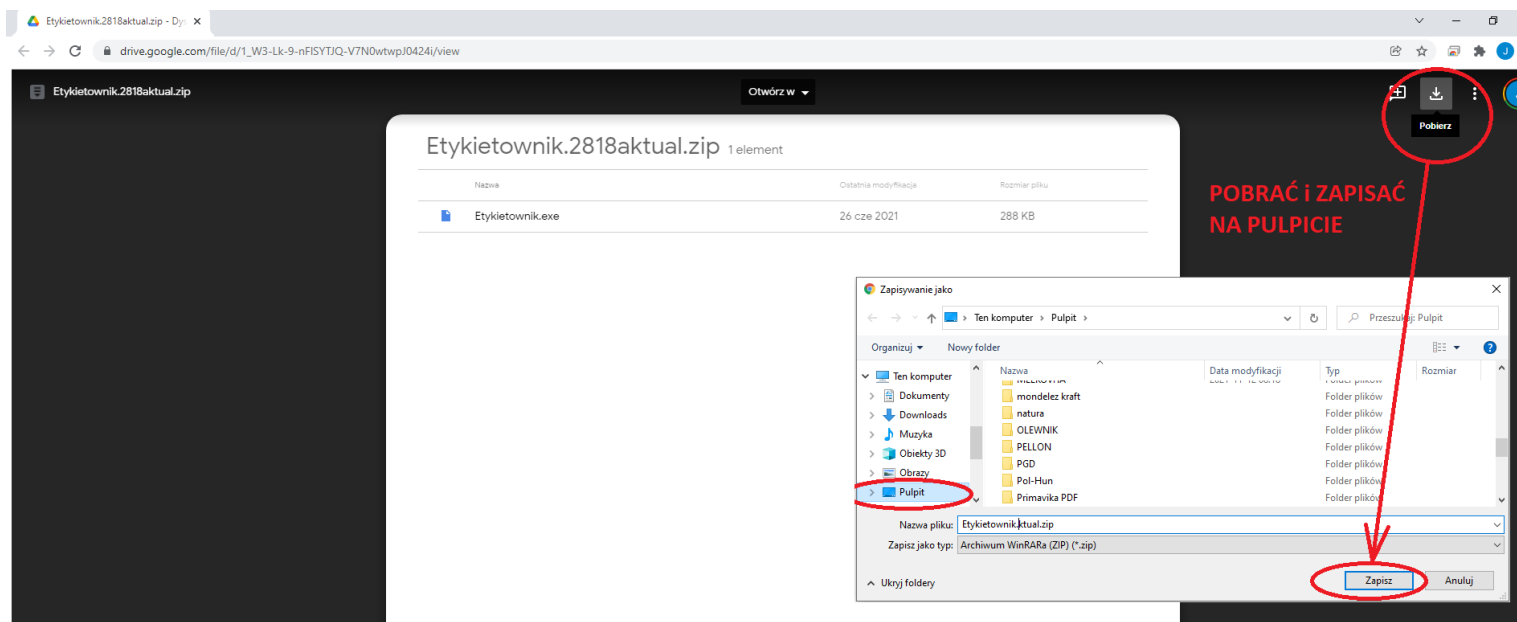 Etykietownik.2818aktual.zip - Dy
drive.google.com/file/d/1_W3-Lk-9-nFlSYTJQ-V7N0wtwpJ0424i/view
Etykietownik.2818aktual.zip
Otwórz w
Pobierz
Etykietownik.2818aktual.zip 1 element
Nazwa Ostatnia modyfikacja Rozmiar pliku
Etykietownik.exe 26 cze 2021 288 KB
POBRAĆ i ZAPISAĆ
NA PULPICIE
Zapisywanie jako
Ten komputer Pulpit
Przeszukaj: Pulpit
Organizuj Nowy folder
Nazwa Data modyfikacji Typ Rozmiar
Ten komputer
Dokumenty
Downloads
Muzyka
Obiekty 3D
Obrazy
Pulpit
Folder plików
mondelez kraft Folder plików
natura Folder plików
OLEWNIK Folder plików
PELLON Folder plików
PGD Folder plików
Pol-Hun Folder plików
Primavika PDF Folder plików
Nazwa pliku: Etykietownik.ktual.zip
Zapisz jako typ: Archiwum WinRARa (ZIP) (*.zip)
Ukryj foldery
Zapisz Anuluj